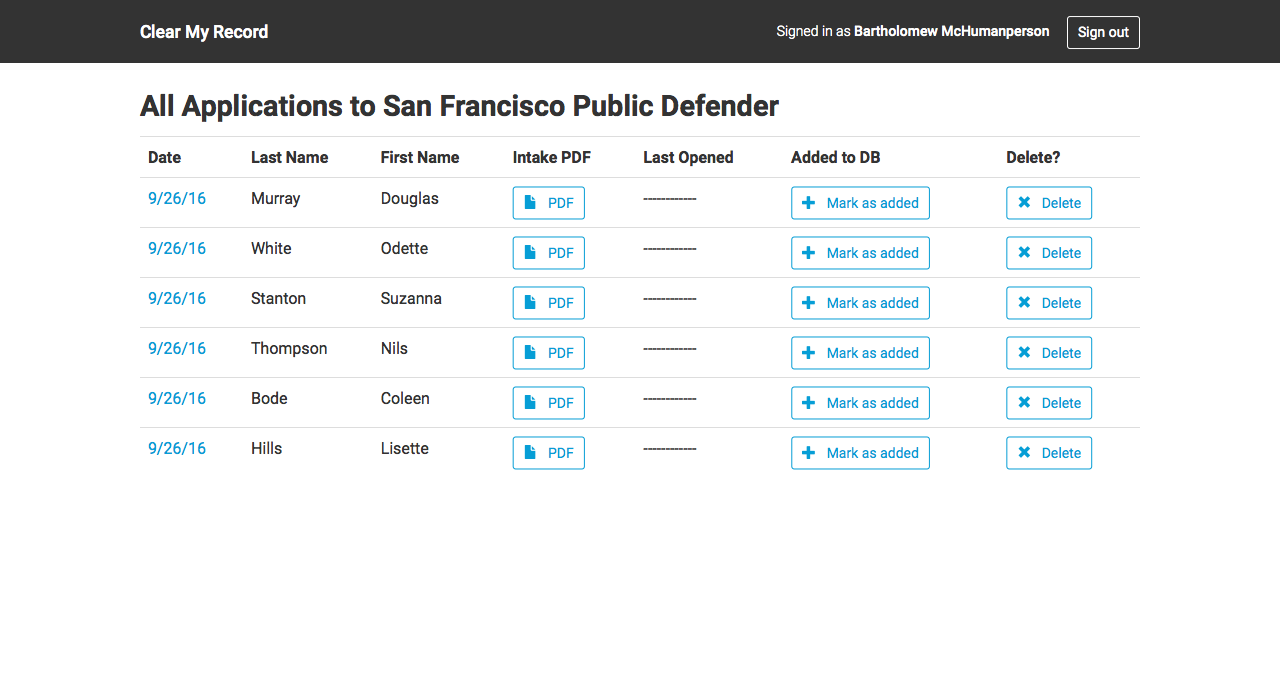 Clear My Record Signed in as Bartholomew McHumanperson Sign out
All Applications to San Francisco Public Defender
Date Last Name First Name Intake PDF Last Opened Added to DB Delete?
9/26/16 Murray Douglas PDF ------------ Mark as added Delete
9/26/16 White Odette PDF ------------ Mark as added Delete
9/26/16 Stanton Suzanna PDF ------------ Mark as added Delete
9/26/16 Thompson Nils PDF ------------ Mark as added Delete
9/26/16 Bode Coleen PDF ------------ Mark as added Delete
9/26/16 Hills Lisette PDF ------------ Mark as added Delete